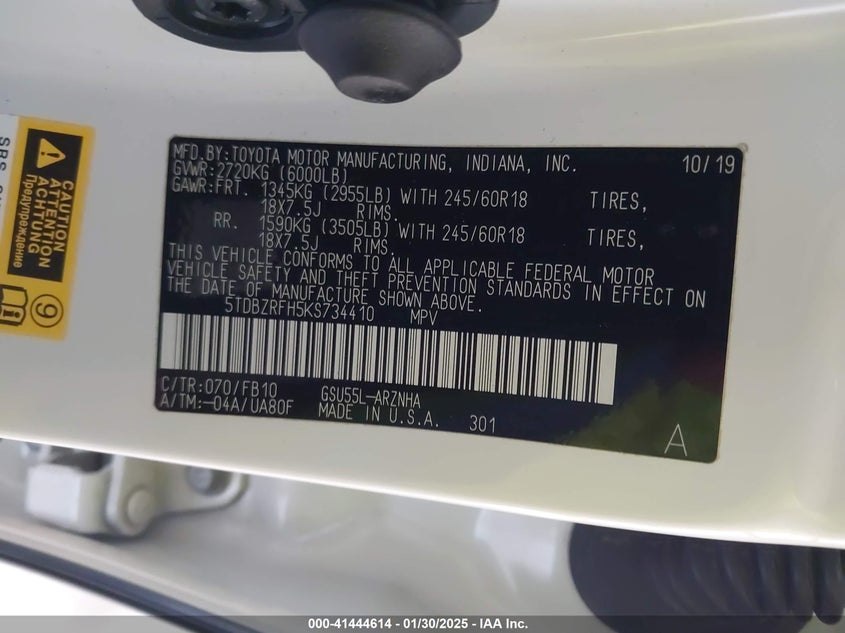 MFD.BY:TOYOTA MOTOR MANUFACTURING, INDIANA, INC. 10/19
GVWR:2720KG (6000LB)
GAWR:FRT. 1345KG (2955LB) WITH 245/60R18 TIRES,
18X7.5J RIMS.
RR. 1590KG (3505LB) WITH 245/60R18 TIRES,
18X7.5J RIMS.
THIS VEHICLE CONFORMS TO ALL APPLICABLE FEDERAL MOTOR
VEHICLE SAFETY AND THEFT PREVENTION STANDARDS IN EFFECT ON
THE DATE OF MANUFACTURE SHOWN ABOVE.
5TDBZRFH5KS734410 MPV
C/TR:070/FB10 GSU55L-ARZNHA
A/TM:-04A/UA80F MADE IN U.S.A. 301
A
CAUTION
ACHTUNG
Предупреждение
9
SRS
000-41444614 - 01/30/2025 - IAA Inc.